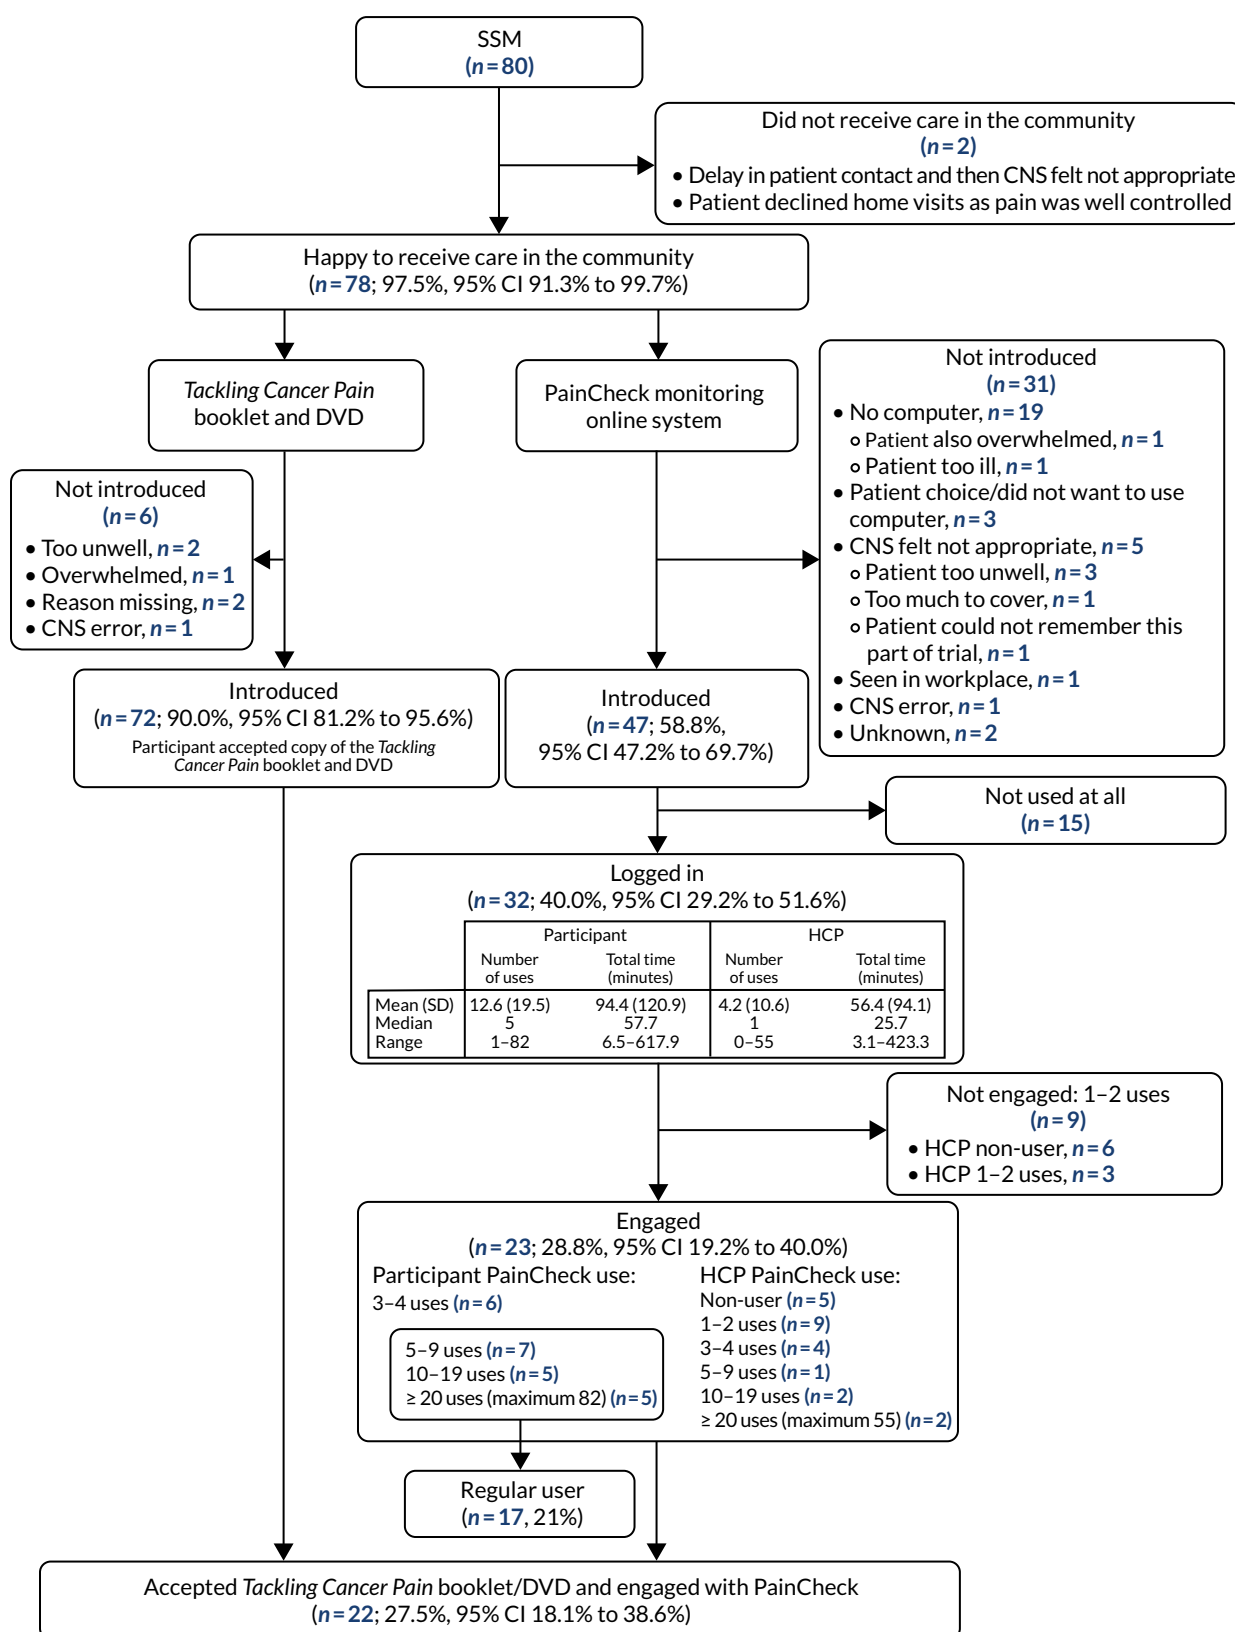 SSM
(n=80)
Did not receive care in the community
(n=2)
• Delay in patient contact and then CNS felt not appropriate
• Patient declined home visits as pain was well controlled
Happy to receive care in the community
(n=78; 97.5%, 95% CI 91.3% to 99.7%)
Tackling Cancer Pain
booklet and DVD
PainCheck monitoring
online system
Not introduced
(n=31)
• No computer, n=19
Patient also overwhelmed, n=1
Patient too ill, n=1
• Patient choice/did not want to use
computer, n=3
• CNS felt not appropriate, n=5
Patient too unwell, n=3
Too much to cover, n=1
Patient could not remember this
part of trial, n=1
• Seen in workplace, n=1
• CNS error, n=1
• Unknown, n=2
Not introduced
(n=6)
• Too unwell, n=2
• Overwhelmed, n=1
• Reason missing, n=2
• CNS error, n=1
Introduced
(n=72; 90.0%, 95% CI 81.2% to 95.6%)
Participant accepted copy of the Tackling
Cancer Pain booklet and DVD
Introduced
(n=47; 58.8%,
95% CI 47.2% to 69.7%)
Not used at all
(n=15)
Logged in
(n=32; 40.0%, 95% CI 29.2% to 51.6%)
Participant HCP
Number Total time Number Total time
of uses (minutes) of uses (minutes)
Mean (SD) 12.6 (19.5) 94.4 (120.9) 4.2 (10.6) 56.4 (94.1)
Median 5 57.7 1 25.7
Range 1–82 6.5–617.9 0–55 3.1–423.3
Not engaged: 1–2 uses
(n=9)
• HCP non-user, n=6
• HCP 1–2 uses, n=3
Engaged
(n=23; 28.8%, 95% CI 19.2% to 40.0%)
Participant PainCheck use:
3–4 uses (n=6)
5–9 uses (n=7)
10–19 uses (n=5)
≥ 20 uses (maximum 82) (n=5)
HCP PainCheck use:
Non-user (n=5)
1–2 uses (n=9)
3–4 uses (n=4)
5–9 uses (n=1)
10–19 uses (n=2)
≥ 20 uses (maximum 55) (n=2)
Regular user
(n=17, 21%)
Accepted Tackling Cancer Pain booklet/DVD and engaged with PainCheck
(n=22; 27.5%, 95% CI 18.1% to 38.6%)